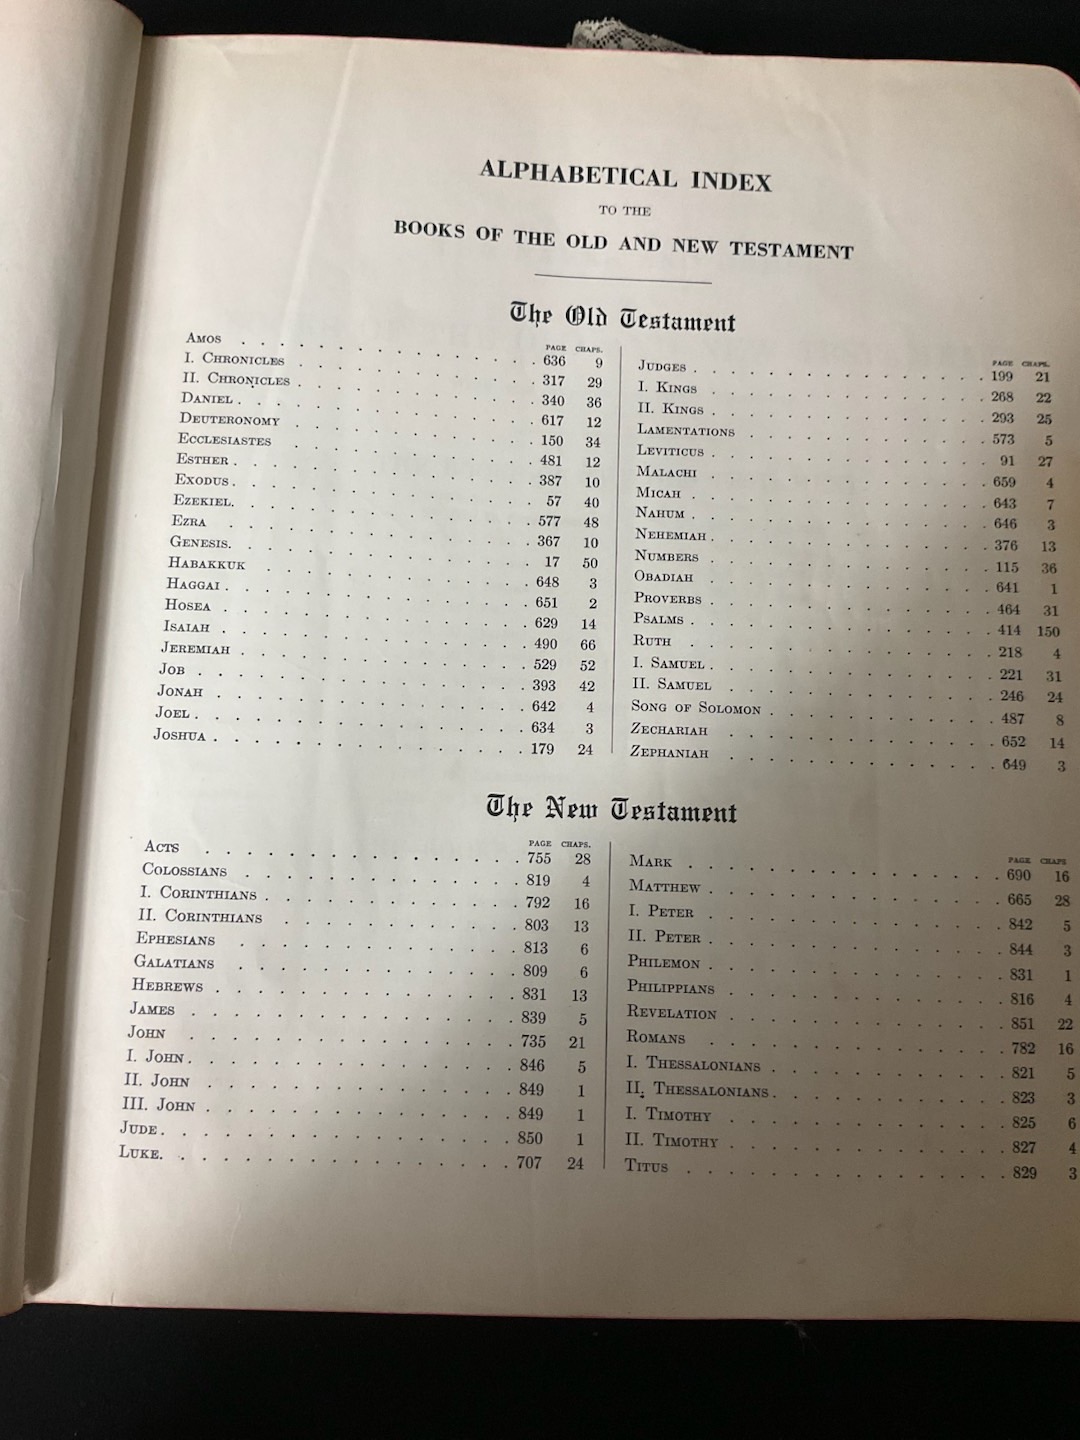 ALPHABETICAL INDEX
TO THE
BOOKS OF THE OLD AND NEW TESTAMENT
The Old Testament
PAGE CHAPS.
AMOS . . . . . . . . . . . . . . 636 9
I. CHRONICLES . . . . . . . . . . . 317 29
II. CHRONICLES . . . . . . . . . . . 340 36
DANIEL . . . . . . . . . . . . . . 617 12
DEUTERONOMY . . . . . . . . . . . 150 34
ECCLESIASTES . . . . . . . . . . . 481 12
ESTHER . . . . . . . . . . . . . . 387 10
EXODUS . . . . . . . . . . . . . . 57 40
EZEKIEL . . . . . . . . . . . . . . 577 48
EZRA . . . . . . . . . . . . . . 367 10
GENESIS . . . . . . . . . . . . . . 17 50
HABAKKUK . . . . . . . . . . . . 648 3
HAGGAI . . . . . . . . . . . . . . 651 2
HOSEA . . . . . . . . . . . . . . 629 14
ISAIAH . . . . . . . . . . . . . . 490 66
JEREMIAH . . . . . . . . . . . . . 529 52
JOB . . . . . . . . . . . . . . . 393 42
JONAH . . . . . . . . . . . . . . 642 4
JOEL . . . . . . . . . . . . . . . 634 3
JOSHUA . . . . . . . . . . . . . . 179 24
PAGE CHAPS.
JUDGES . . . . . . . . . . . . . . 199 21
I. KINGS . . . . . . . . . . . . . 268 22
II. KINGS . . . . . . . . . . . . . 293 25
LAMENTATIONS . . . . . . . . . . . 573 5
LEVITICUS . . . . . . . . . . . . . 91 27
MALACHI . . . . . . . . . . . . . 659 4
MICAH . . . . . . . . . . . . . . 643 7
NAHUM . . . . . . . . . . . . . . 646 3
NEHEMIAH . . . . . . . . . . . . . 376 13
NUMBERS . . . . . . . . . . . . . 115 36
OBADIAH . . . . . . . . . . . . . 641 1
PROVERBS . . . . . . . . . . . . . 464 31
PSALMS . . . . . . . . . . . . . . 414 150
RUTH . . . . . . . . . . . . . . 218 4
I. SAMUEL . . . . . . . . . . . . . 221 31
II. SAMUEL . . . . . . . . . . . . 246 24
SONG OF SOLOMON . . . . . . . . . . 487 8
ZECHARIAH . . . . . . . . . . . . 652 14
ZEPHANIAH . . . . . . . . . . . . 649 3
The New Testament
PAGE CHAPS.
ACTS . . . . . . . . . . . . . . 755 28
COLOSSIANS . . . . . . . . . . . . 819 4
I. CORINTHIANS . . . . . . . . . . . 792 16
II. CORINTHIANS . . . . . . . . . . 803 13
EPHESIANS . . . . . . . . . . . . 813 6
GALATIANS . . . . . . . . . . . . 809 6
HEBREWS . . . . . . . . . . . . . 831 13
JAMES . . . . . . . . . . . . . . 839 5
JOHN . . . . . . . . . . . . . . 735 21
I. JOHN . . . . . . . . . . . . . . 846 5
II. JOHN . . . . . . . . . . . . . 849 1
III. JOHN . . . . . . . . . . . . . 849 1
JUDE . . . . . . . . . . . . . . . 850 1
LUKE . . . . . . . . . . . . . . . 707 24
PAGE CHAPS
MARK . . . . . . . . . . . . . . 690 16
MATTHEW . . . . . . . . . . . . . 665 28
I. PETER . . . . . . . . . . . . . 842 5
II. PETER . . . . . . . . . . . . . 844 3
PHILEMON . . . . . . . . . . . . . 831 1
PHILIPPIANS . . . . . . . . . . . . 816 4
REVELATION . . . . . . . . . . . . 851 22
ROMANS . . . . . . . . . . . . . 782 16
I. THESSALONIANS . . . . . . . . . . 821 5
II. THESSALONIANS . . . . . . . . . . 823 3
I. TIMOTHY . . . . . . . . . . . . 825 6
II. TIMOTHY . . . . . . . . . . . . 827 4
TITUS . . . . . . . . . . . . . . 829 3